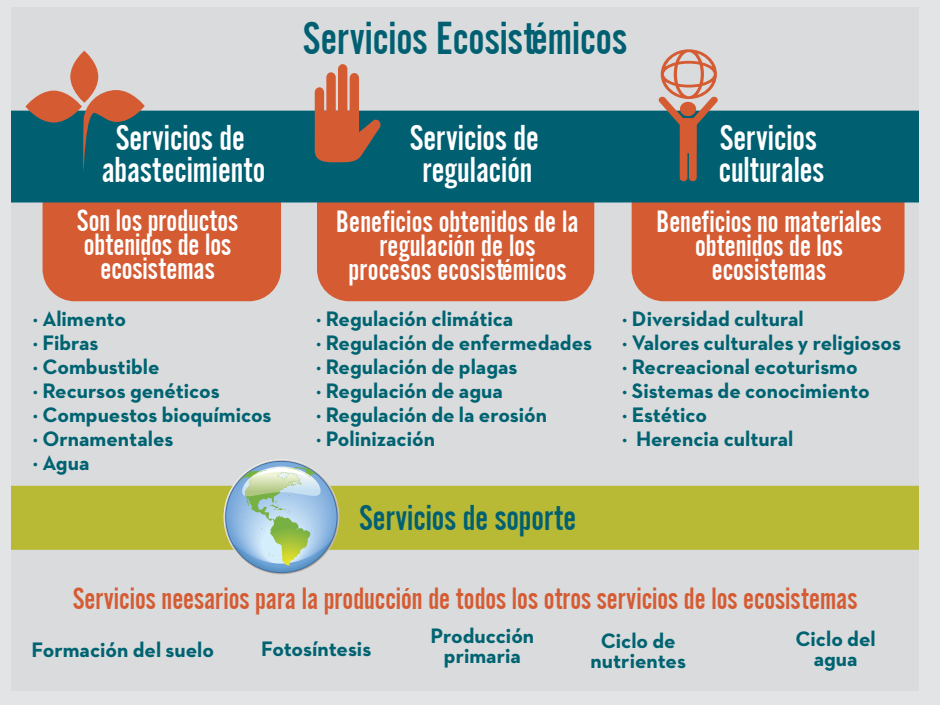 Servicios Ecosistémicos
Servicios de
abastecimiento
Son los productos
obtenidos de los
ecosistemas
· Alimento
· Fibras
· Combustible
· Recursos genéticos
· Compuestos bioquímicos
· Ornamentales
· Agua
Servicios de
regulación
Beneficios obtenidos de la
regulación de los
procesos ecosistémicos
· Regulación climática
· Regulación de enfermedades
· Regulación de plagas
· Regulación de agua
· Regulación de la erosión
· Polinización
Servicios
culturales
Beneficios no materiales
obtenidos de los
ecosistemas
· Diversidad cultural
· Valores culturales y religiosos
· Recreacional ecoturismo
· Sistemas de conocimiento
· Estético
· Herencia cultural
Servicios de soporte
Servicios neesarios para la producción de todos los otros servicios de los ecosistemas
Formación del suelo
Fotosíntesis
Producción
primaria
Ciclo de
nutrientes
Ciclo del
agua